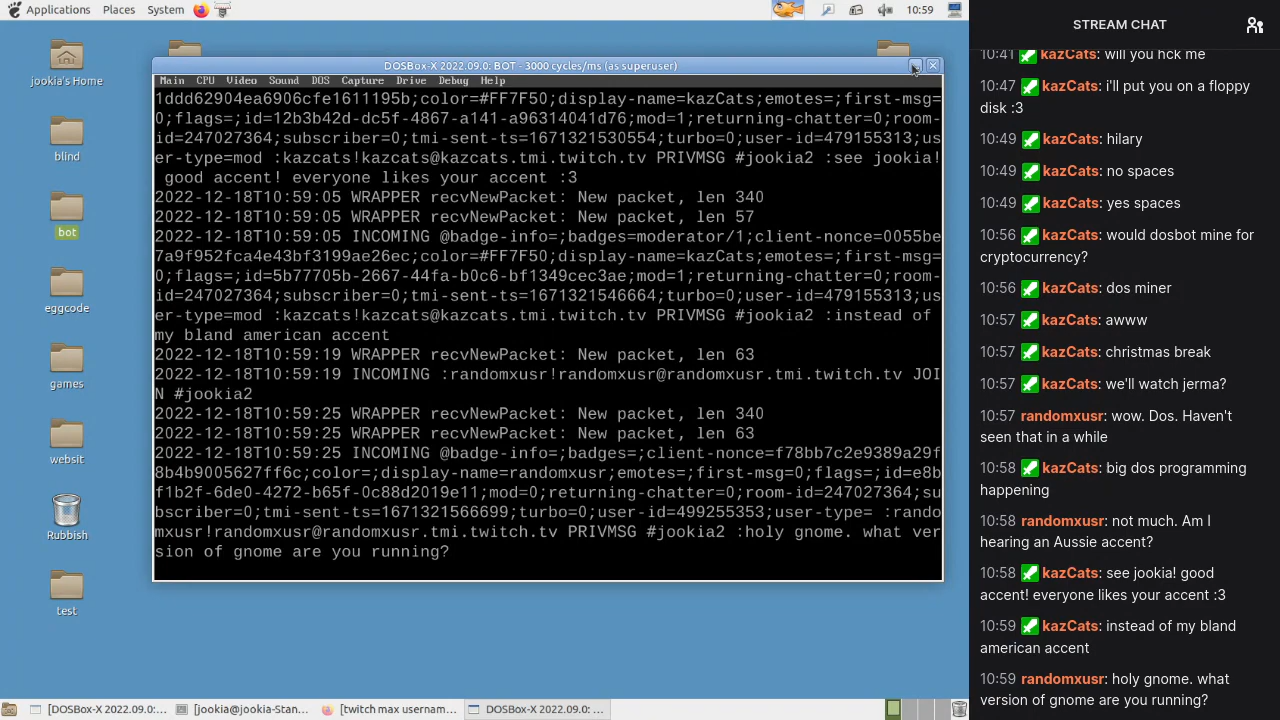 Applications Places System 10:59
jookia's Home
blind
bot
eggcode
games
websit
Rubbish
test
DOSBox-X 2022.09.0: BOT - 3000 cycles/ms (as superuser)
Main CPU Video Sound DOS Capture Drive Debug Help
1ddd62904ea6906cfe1611195b;color=#FF7F50;display-name=kazCats;emotes=;first-msg=
0;flags=;id=12b3b42d-dc5f-4867-a141-a96314041d76;mod=1;returning-chatter=0;room-
id=247027364;subscriber=0;tmi-sent-ts=1671321530554;turbo=0;user-id=479155313;us
er-type=mod :kazcats!kazcats@kazcats.tmi.twitch.tv PRIVMSG #jookia2 :see jookia!
good accent! everyone likes your accent :3
2022-12-18T10:59:05 WRAPPER recvNewPacket: New packet, len 340
2022-12-18T10:59:05 WRAPPER recvNewPacket: New packet, len 57
2022-12-18T10:59:05 INCOMING @badge-info=;badges=moderator/1;client-nonce=0055be
7a9f952fca4e43bf3199ae26ec;color=#FF7F50;display-name=kazCats;emotes=;first-msg=
0;flags=;id=5b77705b-2667-44fa-b0c6-bf1349cec3ae;mod=1;returning-chatter=0;room-
id=247027364;subscriber=0;tmi-sent-ts=1671321546664;turbo=0;user-id=479155313;us
er-type=mod :kazcats!kazcats@kazcats.tmi.twitch.tv PRIVMSG #jookia2 :instead of
my bland american accent
2022-12-18T10:59:19 WRAPPER recvNewPacket: New packet, len 63
2022-12-18T10:59:19 INCOMING :randomxusr!randomxusr@randomxusr.tmi.twitch.tv JOI
N #jookia2
2022-12-18T10:59:25 WRAPPER recvNewPacket: New packet, len 340
2022-12-18T10:59:25 WRAPPER recvNewPacket: New packet, len 63
2022-12-18T10:59:25 INCOMING @badge-info=;badges=;client-nonce=f78bb7c2e9389a29f
8b4b9005627ff6c;color=;display-name=randomxusr;emotes=;first-msg=0;flags=;id=e8b
f1b2f-6de0-4272-b65f-0c88d2019e11;mod=0;returning-chatter=0;room-id=247027364;su
bscriber=0;tmi-sent-ts=1671321566699;turbo=0;user-id=499255353;user-type= :rando
mxusr!randomxusr@randomxusr.tmi.twitch.tv PRIVMSG #jookia2 :holy gnome. what ver
sion of gnome are you running?
[DOSBox-X 2022.09.0:... [jookia@jookia-Stan... [twitch max usernam... DOSBox-X 2022.09.0: ...
STREAM CHAT
10:41 kazCats: will you hck me
10:47 kazCats: i'll put you on a floppy
disk :3
10:49 kazCats: hilary
10:49 kazCats: no spaces
10:49 kazCats: yes spaces
10:56 kazCats: would dosbot mine for
cryptocurrency?
10:56 kazCats: dos miner
10:57 kazCats: awww
10:57 kazCats: christmas break
10:57 kazCats: we'll watch jerma?
10:57 randomxusr: wow. Dos. Haven't
seen that in a while
10:58 kazCats: big dos programming
happening
10:58 randomxusr: not much. Am I
hearing an Aussie accent?
10:58 kazCats: see jookia! good
accent! everyone likes your accent :3
10:59 kazCats: instead of my bland
american accent
10:59 randomxusr: holy gnome. what
version of gnome are you running?